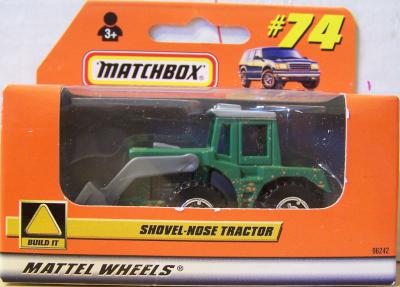 #74
3+
MATCHBOX®
BUILD IT
SHOVEL-NOSE TRACTOR
96242
MATTEL WHEELS®